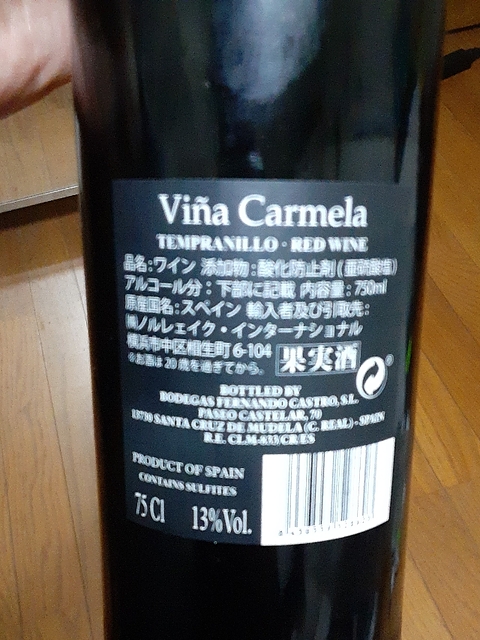 Viña Carmela
TEMPRANILLO · RED WINE
品名:ワイン 添加物:酸化防止剤(亜硫酸塩)
アルコール分:下部に記載 内容量:750ml
原産国名:スペイン 輸入者及び引取先:
㈱ノルレェイク・インターナショナル
横浜市中区相生町 6-104 果実酒
※お酒は20歳を過ぎてから。
BOTTLED BY
BODEGAS FERNANDO CASTRO, S.L.
PASEO CASTELAR, 70
13730 SANTA CRUZ DE MUDELA (C. REAL) - SPAIN
R.E. CLM-833/CR/ES
PRODUCT OF SPAIN
CONTAINS SULFITES
75 Cl 13% Vol.